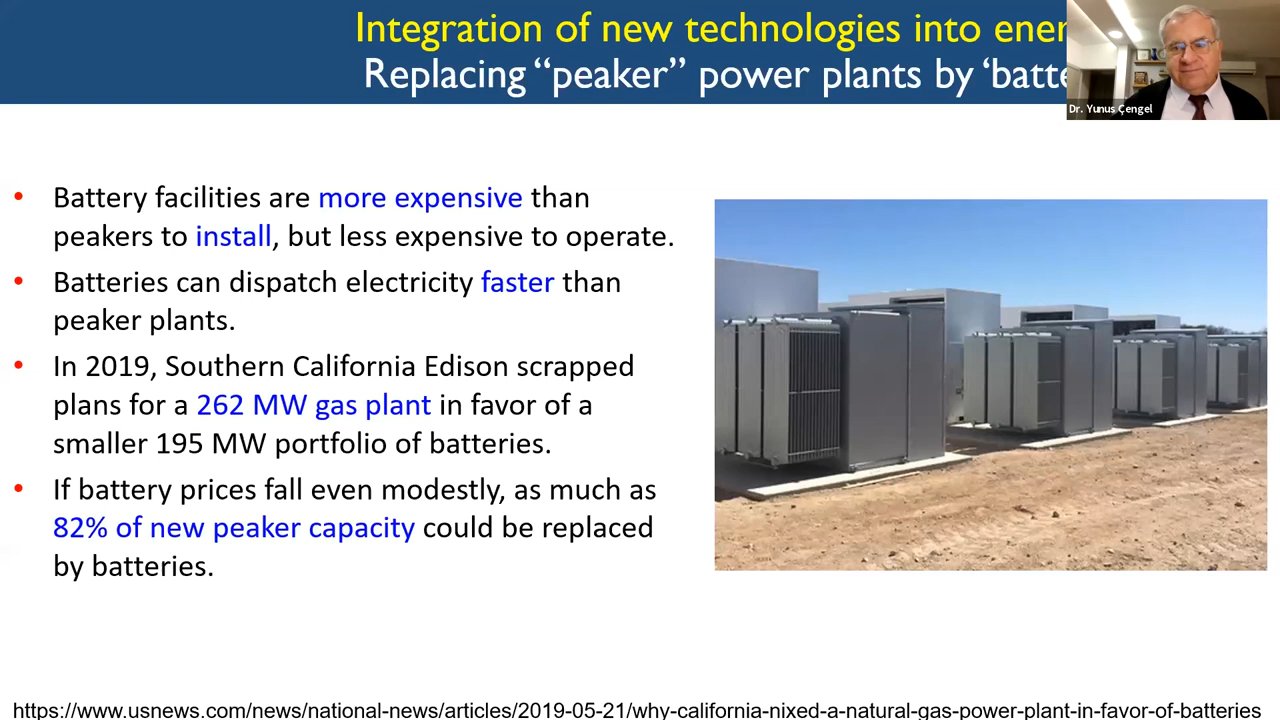 Integration of new technologies into
Replacing “peaker” power plants by
Dr. Yunus Çengel
• Battery facilities are more expensive than
peakers to install, but less expensive to operate.
• Batteries can dispatch electricity faster than
peaker plants.
• In 2019, Southern California Edison scrapped
plans for a 262 MW gas plant in favor of a
smaller 195 MW portfolio of batteries.
• If battery prices fall even modestly, as much as
82% of new peaker capacity could be replaced
by batteries.
https://www.usnews.com/news/national-news/articles/2019-05-21/why-california-nixed-a-natural-gas-power-plant-in-favor-of-batteries